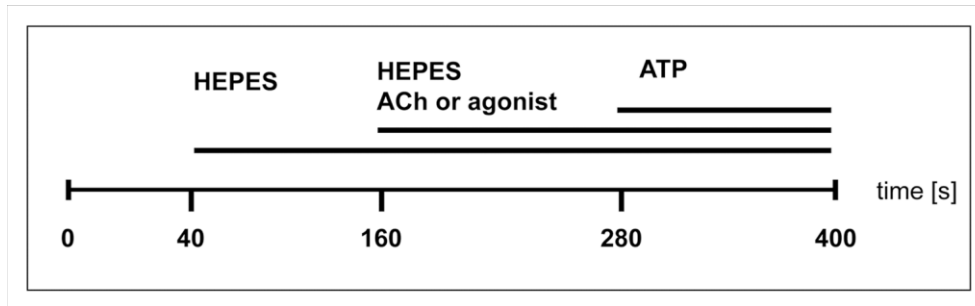 HEPES
HEPES
ACh or agonist
ATP
time [s]
0 40 160 280 400